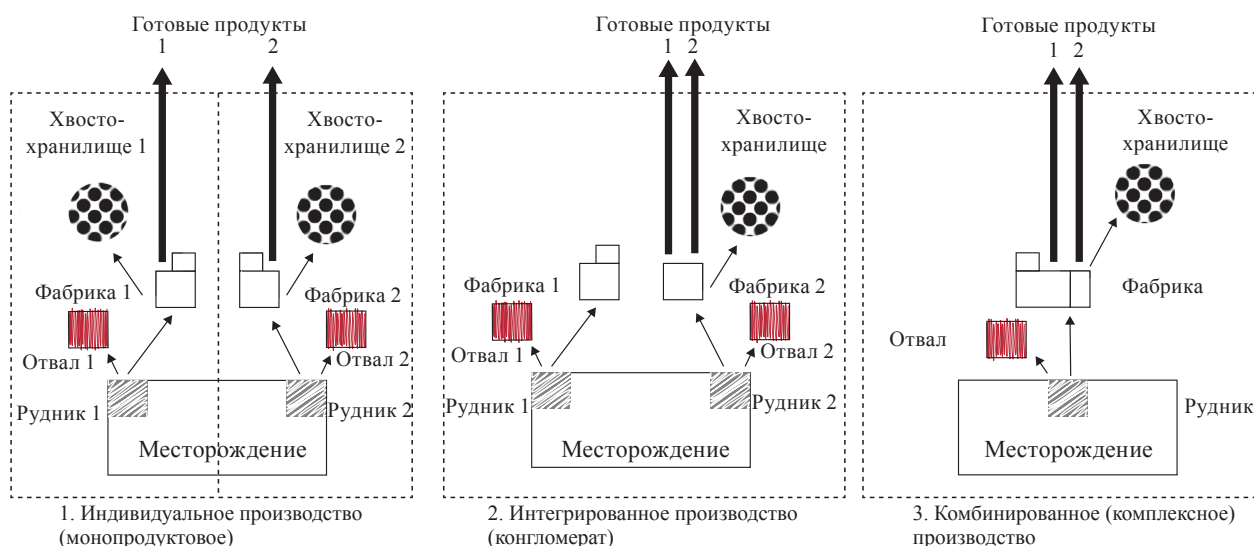 Готовые продукты
1
2
Хвосто-
хранилище 1
Хвосто-
хранилище 2
Фабрика 1
Фабрика 2
Отвал 1
Отвал 2
Рудник 1
Рудник 2
Месторождение
1. Индивидуальное производство
(монопродуктовое)
Готовые продукты
1 2
Хвосто-
хранилище
Фабрика 1
Фабрика 2
Отвал 1
Отвал 2
Рудник 1
Рудник 2
Месторождение
2. Интегрированное производство
(конгломерат)
Готовые продукты
1 2
Хвосто-
хранилище
Фабрика
Отвал
Рудник
Месторождение
3. Комбинированное (комплексное)
производство